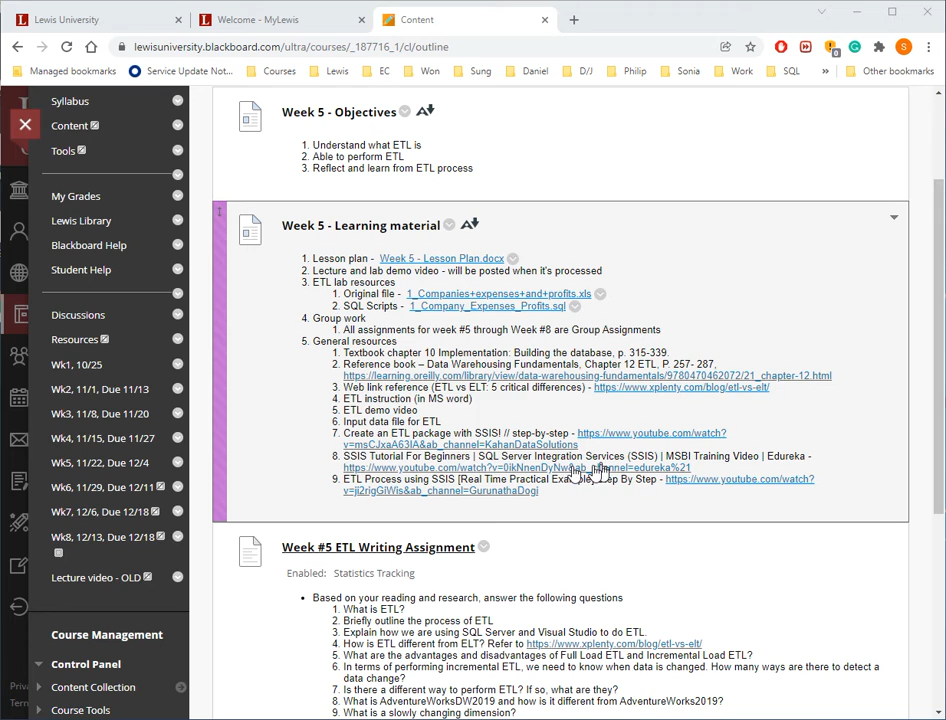 Lewis University
Welcome - MyLewis
Content
lewisuniversity.blackboard.com/ultra/courses/_187716_1/cl/outline
Managed bookmarks
Service Update Not...
Courses
Lewis
EC
Won
Sung
Daniel
D/J
Philip
Sonia
Work
SQL
»
Other bookmarks
Syllabus
Content
Tools
My Grades
Lewis Library
Blackboard Help
Student Help
Discussions
Resources
Wk1, 10/25
Wk2, 11/1, Due 11/13
Wk3, 11/8, Due 11/20
Wk4, 11/15, Due 11/27
Wk5, 11/22, Due 12/4
Wk6, 11/29, Due 12/11
Wk7, 12/6, Due 12/18
Wk8, 12/13, Due 12/18
Lecture video - OLD
Course Management
Control Panel
Content Collection
Course Tools
Priva
Term
Week 5 - Objectives
1. Understand what ETL is
2. Able to perform ETL
3. Reflect and learn from ETL process
Week 5 - Learning material
1. Lesson plan - Week 5 - Lesson Plan.docx
2. Lecture and lab demo video - will be posted when it's processed
3. ETL lab resources
1. Original file - 1_Companies+expenses+and+profits.xls
2. SQL Scripts - 1_Company_Expenses_Profits.sql
4. Group work
1. All assignments for week #5 through Week #8 are Group Assignments
5. General resources
1. Textbook chapter 10 Implementation: Building the database, p. 315-339.
2. Reference book – Data Warehousing Fundamentals, Chapter 12 ETL, P. 257- 287,
https://learning.oreilly.com/library/view/data-warehousing-fundamentals/9780470462072/21_chapter-12.html
3. Web link reference (ETL vs ELT: 5 critical differences) - https://www.xplenty.com/blog/etl-vs-elt/
4. ETL instruction (in MS word)
5. ETL demo video
6. Input data file for ETL
7. Create an ETL package with SSIS! // step-by-step - https://www.youtube.com/watch?
v=msCJxaA63IA&ab_channel=KahanDataSolutions
8. SSIS Tutorial For Beginners | SQL Server Integration Services (SSIS) | MSBI Training Video | Edureka -
https://www.youtube.com/watch?v=0ikNnenDyNw&ab_channel=edureka%21
9. ETL Process using SSIS [Real Time Practical Example] Step By Step - https://www.youtube.com/watch?
v=ji2rigGiWis&ab_channel=GurunathaDogi
Week #5 ETL Writing Assignment
Enabled: Statistics Tracking
• Based on your reading and research, answer the following questions
1. What is ETL?
2. Briefly outline the process of ETL
3. Explain how we are using SQL Server and Visual Studio to do ETL.
4. How is ETL different from ELT? Refer to https://www.xplenty.com/blog/etl-vs-elt/
5. What are the advantages and disadvantages of Full Load ETL and Incremental Load ETL?
6. In terms of performing incremental ETL, we need to know when data is changed. How many ways are there to detect a
data change?
7. Is there a different way to perform ETL? If so, what are they?
8. What is AdventureWorksDW2019 and how is it different from AdventureWorks2019?
9. What is a slowly changing dimension?